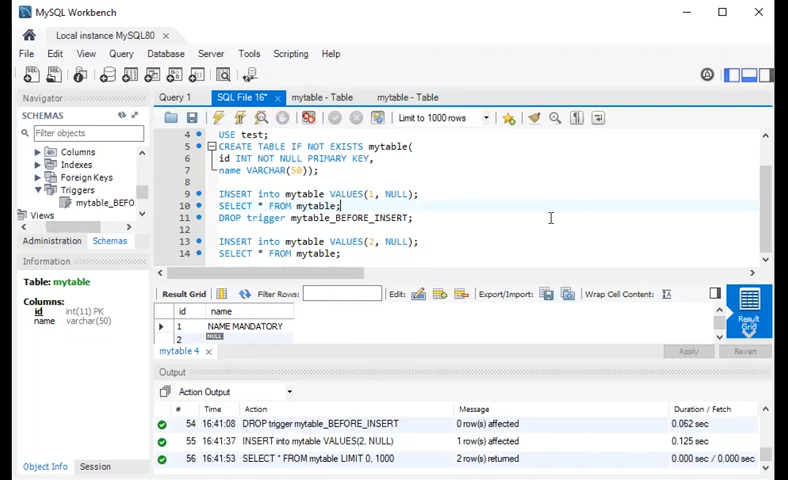 MySQL Workbench
Local instance MySQL80
File Edit View Query Database Server Tools Scripting Help
Navigator
SCHEMAS
Filter objects
Columns
Indexes
Foreign Keys
Triggers
mytable_BEFO
Views
Administration Schemas
Information
Table: mytable
Columns:
id int(11) PK
name varchar(50)
Object Info Session
Query 1 SQL File 16* mytable - Table mytable - Table
Limit to 1000 rows
4 USE test;
5 CREATE TABLE IF NOT EXISTS mytable(
6 id INT NOT NULL PRIMARY KEY,
7 name VARCHAR(50));
8
9 INSERT into mytable VALUES(1, NULL);
10 SELECT * FROM mytable;
11 DROP trigger mytable_BEFORE_INSERT;
12
13 INSERT into mytable VALUES(2, NULL);
14 SELECT * FROM mytable;
Result Grid Filter Rows: Edit: Export/Import: Wrap Cell Content:
id name
1 NAME MANDATORY
2 NULL
Result Grid
mytable 4 Apply Revert
Output
Action Output
# Time Action Message Duration / Fetch
54 16:41:08 DROP trigger mytable_BEFORE_INSERT 0 row(s) affected 0.062 sec
55 16:41:37 INSERT into mytable VALUES(2, NULL) 1 row(s) affected 0.125 sec
56 16:41:53 SELECT * FROM mytable LIMIT 0, 1000 2 row(s) returned 0.000 sec / 0.000 sec